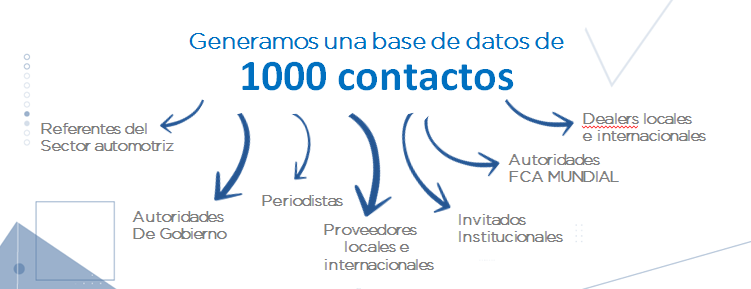 Generamos una base de datos de
1000 contactos
Referentes del
Sector automotriz
Autoridades
De Gobierno
Periodistas
Proveedores
locales e
internacionales
Invitados
Institucionales
Autoridades
FCA MUNDIAL
Dealers locales
e internacionales